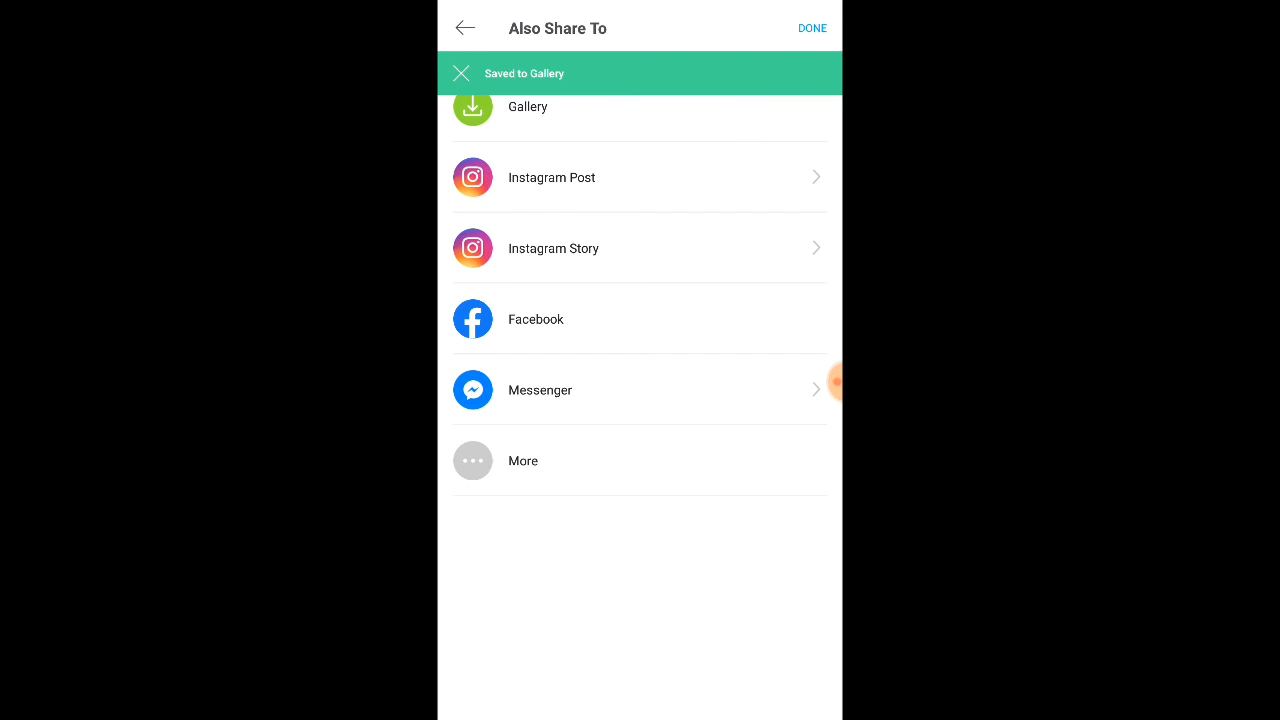 Also Share To
DONE
Saved to Gallery
Gallery
Instagram Post
Instagram Story
Facebook
Messenger
More